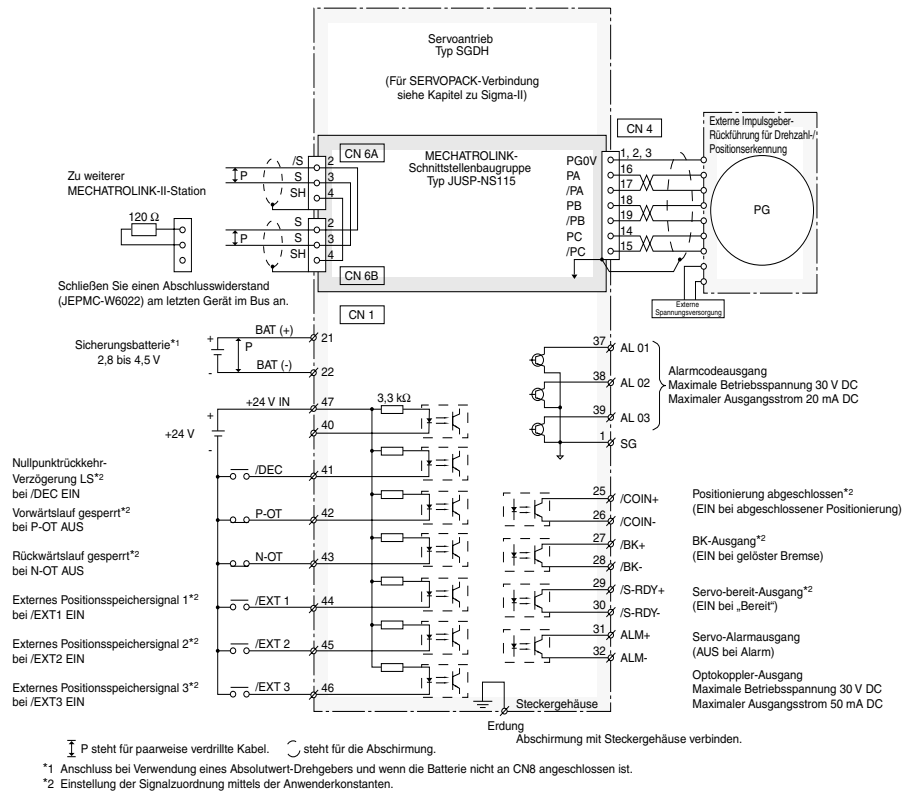 Servoantrieb
Typ SGDH
(Für SERVOPACK-Verbindung
siehe Kapitel zu Sigma-II)
CN 6A
MECHATROLINK-
Schnittstellenbaugruppe
Typ JUSP-NS115
CN 4
Externe Impulsgeber-
Rückführung für Drehzahl-/
Positionserkennung
PG
Externe
Spannungsversorgung
PG0V 1, 2, 3
PA 16
/PA 17
PB 18
/PB 19
PC 14
/PC 15
Zu weiterer
MECHATROLINK-II-Station
/S 2
P S 3
SH 4
S 2
P S 3
SH 4
120 Ω
CN 6B
Schließen Sie einen Abschlusswiderstand
(JEPMC-W6022) am letzten Gerät im Bus an.
CN 1
Sicherungsbatterie*1
2,8 bis 4,5 V
+
-
P
BAT (+) 21
BAT (-) 22
+24 V
+
-
+24 V IN 47
3,3 kΩ
40
Nullpunktrückkehr-
Verzögerung LS*2
bei /DEC EIN
/DEC 41
Vorwärtslauf gesperrt*2
bei P-OT AUS
P-OT 42
Rückwärtslauf gesperrt*2
bei N-OT AUS
N-OT 43
Externes Positionsspeichersignal 1*2
bei /EXT1 EIN
/EXT 1 44
Externes Positionsspeichersignal 2*2
bei /EXT2 EIN
/EXT 2 45
Externes Positionsspeichersignal 3*2
bei /EXT3 EIN
/EXT 3 46
37 AL 01
38 AL 02
39 AL 03
1 SG
Alarmcodeausgang
Maximale Betriebsspannung 30 V DC
Maximaler Ausgangsstrom 20 mA DC
25 /COIN+
26 /COIN-
Positionierung abgeschlossen*2
(EIN bei abgeschlossener Positionierung)
27 /BK+
28 /BK-
BK-Ausgang*2
(EIN bei gelöster Bremse)
29 /S-RDY+
30 /S-RDY-
Servo-bereit-Ausgang*2
(EIN bei „Bereit“)
31 ALM+
32 ALM-
Servo-Alarmausgang
(AUS bei Alarm)
Optokoppler-Ausgang
Maximale Betriebsspannung 30 V DC
Maximaler Ausgangsstrom 50 mA DC
Steckergehäuse
Erdung
Abschirmung mit Steckergehäuse verbinden.
P steht für paarweise verdrillte Kabel. steht für die Abschirmung.
*1 Anschluss bei Verwendung eines Absolutwert-Drehgebers und wenn die Batterie nicht an CN8 angeschlossen ist.
*2 Einstellung der Signalzuordnung mittels der Anwenderkonstanten.